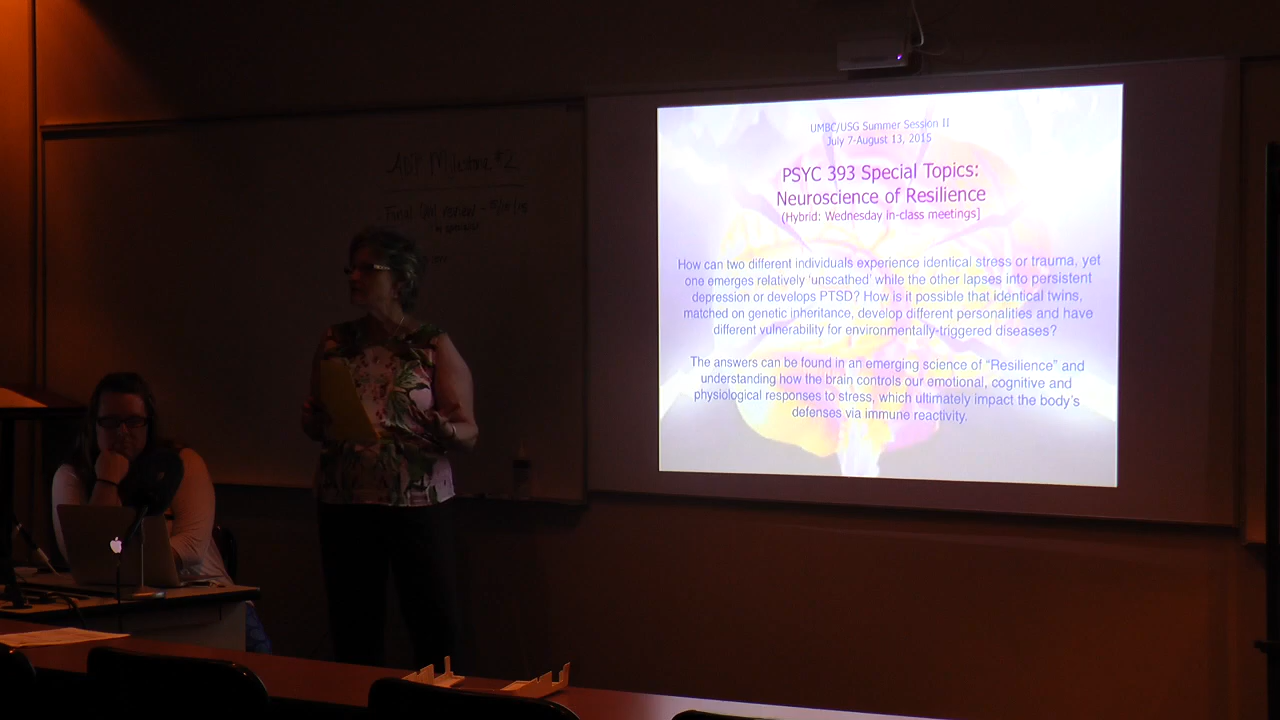 UMBC/USG Summer Session II
July 7-August 13, 2015
PSYC 393 Special Topics:
Neuroscience of Resilience
(Hybrid: Wednesday in-class meetings]
How can two different individuals experience identical stress or trauma, yet
one emerges relatively ‘unscathed’ while the other lapses into persistent
depression or develops PTSD? How is it possible that identical twins,
matched on genetic inheritance, develop different personalities and have
different vulnerability for environmentally-triggered diseases?
The answers can be found in an emerging science of “Resilience” and
understanding how the brain controls our emotional, cognitive and
physiological responses to stress, which ultimately impact the body’s
defenses via immune reactivity.
#2
Final
review -